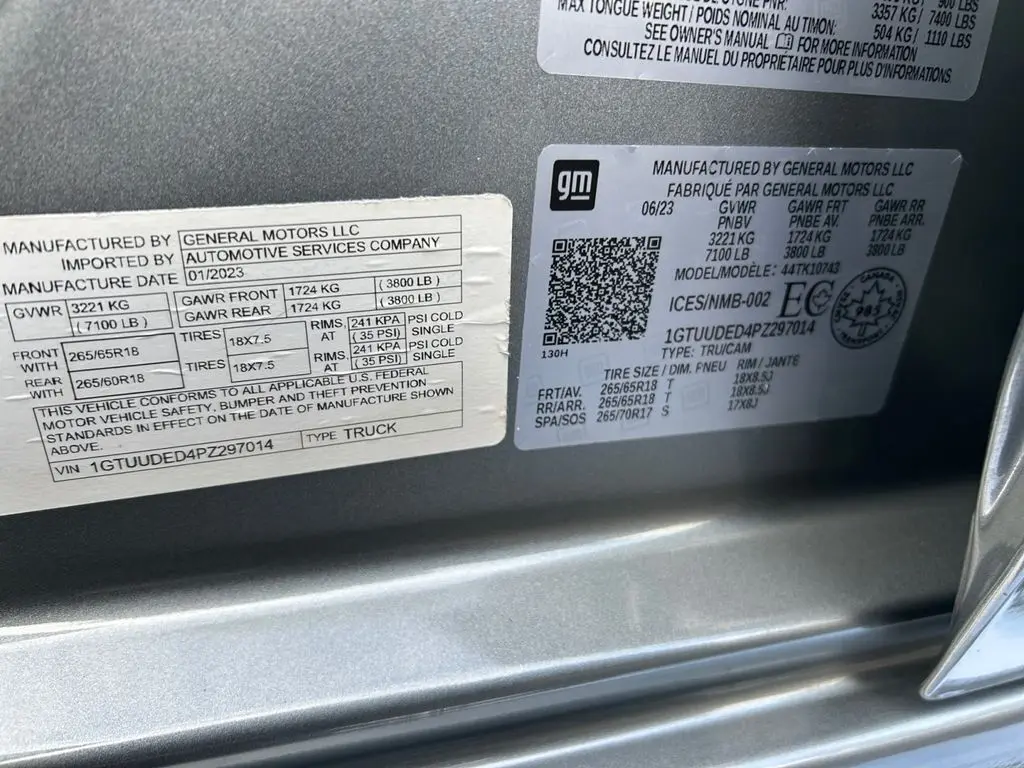 900 LBS
3357 KG / 7400 LBS
MAX TONGUE WEIGHT / POIDS NOMINAL AU TIMON: 504 KG / 1110 LBS
SEE OWNER'S MANUAL FOR MORE INFORMATION
CONSULTEZ LE MANUEL DU PROPRIÉTAIRE POUR PLUS D'INFORMATIONS
MANUFACTURED BY GENERAL MOTORS LLC
IMPORTED BY AUTOMOTIVE SERVICES COMPANY
MANUFACTURE DATE 01/2023
GVWR 3221 KG (7100 LB)
GAWR FRONT 1724 KG (3800 LB)
GAWR REAR 1724 KG (3800 LB)
FRONT WITH 265/65R18 TIRES 18X7.5 RIMS. AT 241 KPA (35 PSI) PSI COLD SINGLE
REAR WITH 265/60R18 TIRES 18X7.5 RIMS. AT 241 KPA (35 PSI) PSI COLD SINGLE
THIS VEHICLE CONFORMS TO ALL APPLICABLE U.S. FEDERAL
MOTOR VEHICLE SAFETY, BUMPER AND THEFT PREVENTION
STANDARDS IN EFFECT ON THE DATE OF MANUFACTURE SHOWN
ABOVE.
VIN 1GTUUDED4PZ297014 TYPE TRUCK
gm
MANUFACTURED BY GENERAL MOTORS LLC
FABRIQUÉ PAR GENERAL MOTORS LLC
06/23 GVWR GAWR FRT GAWR RR
PNBV PNBE AV. PNBE ARR.
3221 KG 1724 KG 1724 KG
7100 LB 3800 LB 3800 LB
MODEL/MODÈLE: 44TK10743
ICES/NMB-002 EC
CANADA
985
TRANSPORT
1GTUUDED4PZ297014
130H
TYPE: TRU/CAM
TIRE SIZE / DIM. PNEU RIM / JANTE
FRT/AV. 265/65R18 T 18X8.5J
RR/ARR. 265/65R18 T 18X8.5J
SPA/SOS 265/70R17 S 17X8J